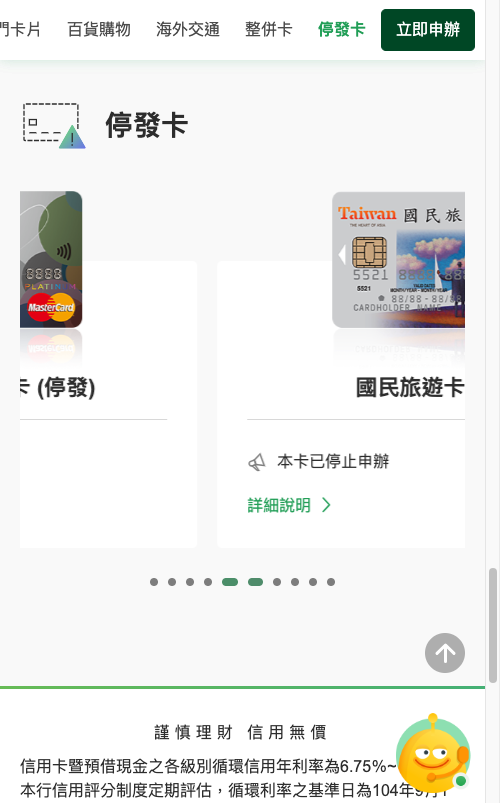 門卡片 百貨購物 海外交通 整併卡 停發卡 立即申辦
停發卡
PLATINUM
MasterCard
Taiwan 國民旅
THE HEART OF ASIA
5521
5521
MONTH/YEAR - MONTH/YEAR
88/88 - 88/88
CARDHOLDER NAME
卡 (停發)
國民旅遊卡
本卡已停止申辦
詳細說明
謹慎理財 信用無價
信用卡暨預借現金之各級別循環信用年利率為6.75%~
本行信用評分制度定期評估，循環利率之基準日為104年9月1